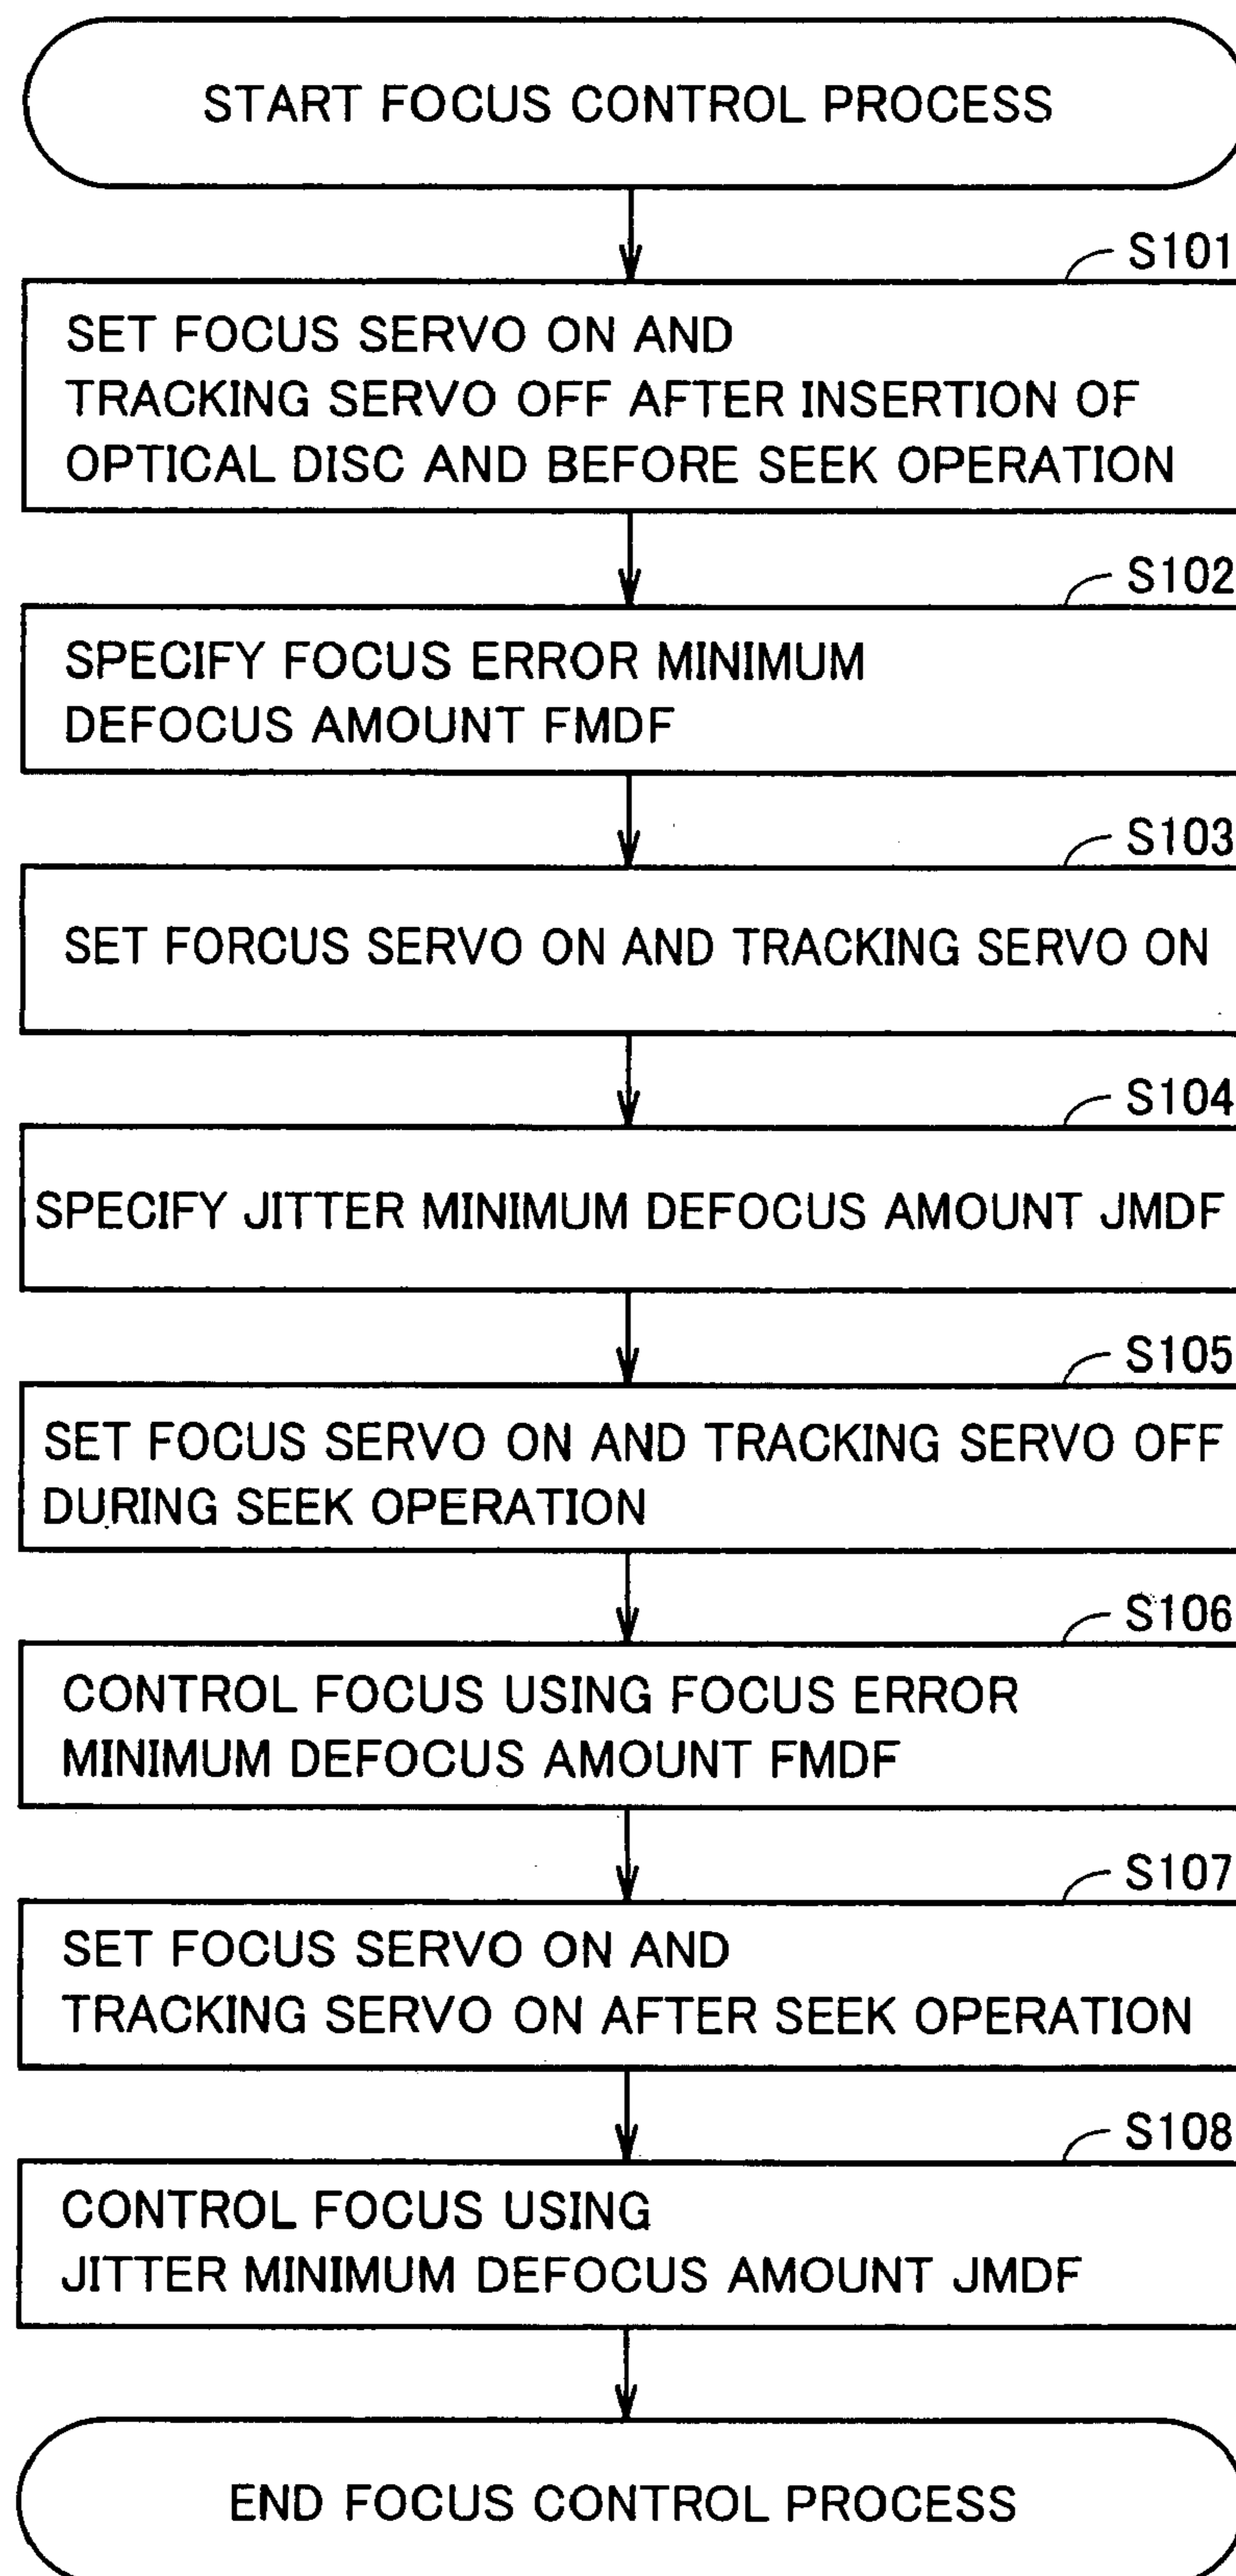 START FOCUS CONTROL PROCESS
S101
SET FOCUS SERVO ON AND
TRACKING SERVO OFF AFTER INSERTION OF
OPTICAL DISC AND BEFORE SEEK OPERATION
S102
SPECIFY FOCUS ERROR MINIMUM
DEFOCUS AMOUNT FMDF
S103
SET FORCUS SERVO ON AND TRACKING SERVO ON
S104
SPECIFY JITTER MINIMUM DEFOCUS AMOUNT JMDF
S105
SET FOCUS SERVO ON AND TRACKING SERVO OFF
DURING SEEK OPERATION
S106
CONTROL FOCUS USING FOCUS ERROR
MINIMUM DEFOCUS AMOUNT FMDF
S107
SET FOCUS SERVO ON AND
TRACKING SERVO ON AFTER SEEK OPERATION
S108
CONTROL FOCUS USING
JITTER MINIMUM DEFOCUS AMOUNT JMDF
END FOCUS CONTROL PROCESS